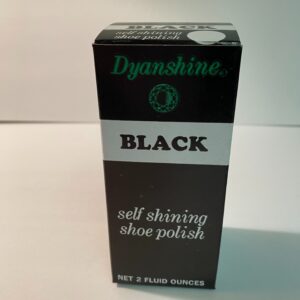 BLACK
self shining
shoe polish
Dyanshine®
BLACK
self shining
shoe polish
NET 2 FLUID OUNCES